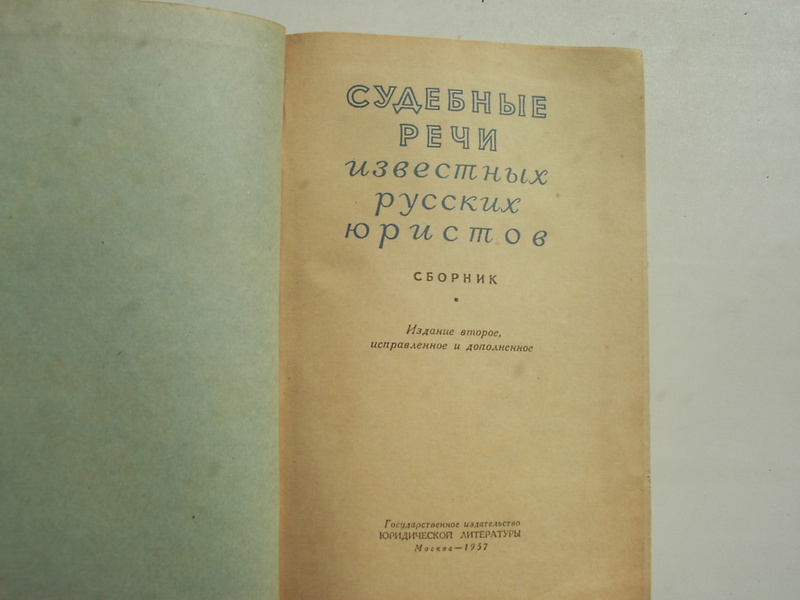 СУДЕБНЫЕ
РЕЧИ
известных
русских
юристов
СБОРНИК
Издание второе,
исправленное и дополненное
Государственное издательство
ЮРИДИЧЕСКОЙ ЛИТЕРАТУРЫ
Москва—1957